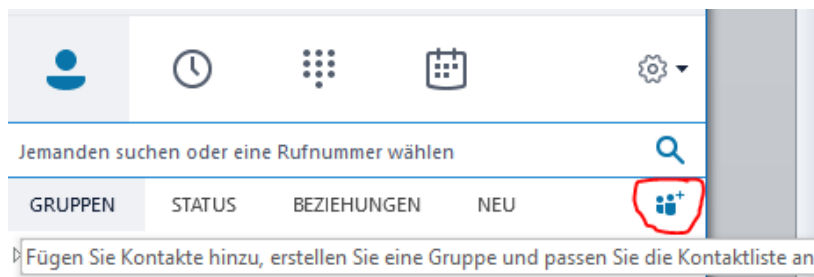 Jemanden suchen oder eine Rufnummer wählen
GRUPPEN STATUS BEZIEHUNGEN NEU
Fügen Sie Kontakte hinzu, erstellen Sie eine Gruppe und passen Sie die Kontaktliste an